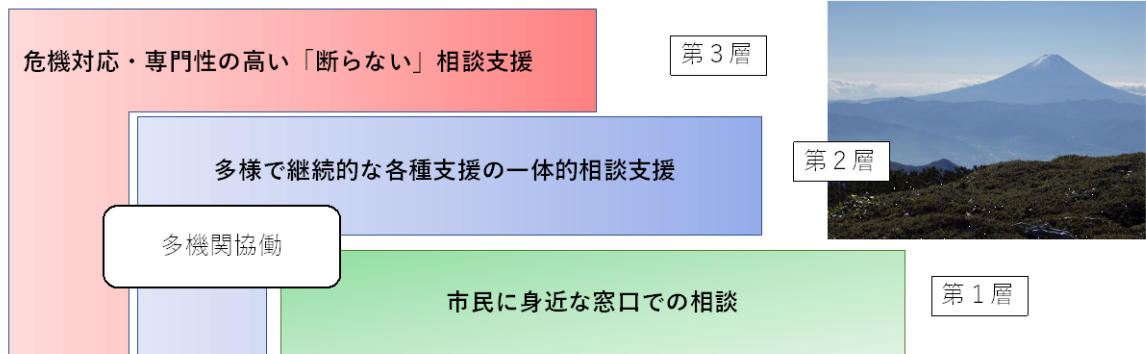 危機対応・専門性の高い「断らない」相談支援
第３層
多様で継続的な各種支援の一体的相談支援
第２層
多機関協働
市民に身近な窓口での相談
第１層